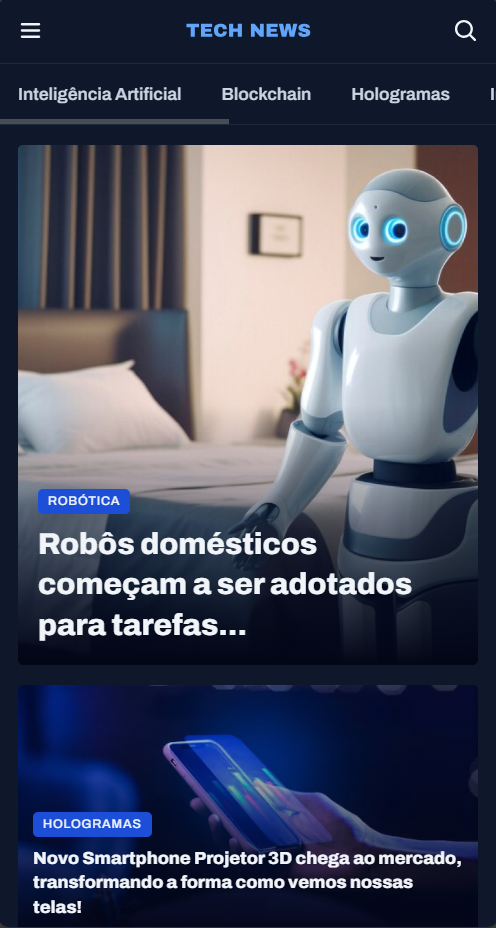 TECH NEWS
Inteligência Artificial Blockchain Hologramas
ROBÓTICA
Robôs domésticos
começam a ser adotados
para tarefas...
HOLOGRAMAS
Novo Smartphone Projetor 3D chega ao mercado,
transformando a forma como vemos nossas
telas!